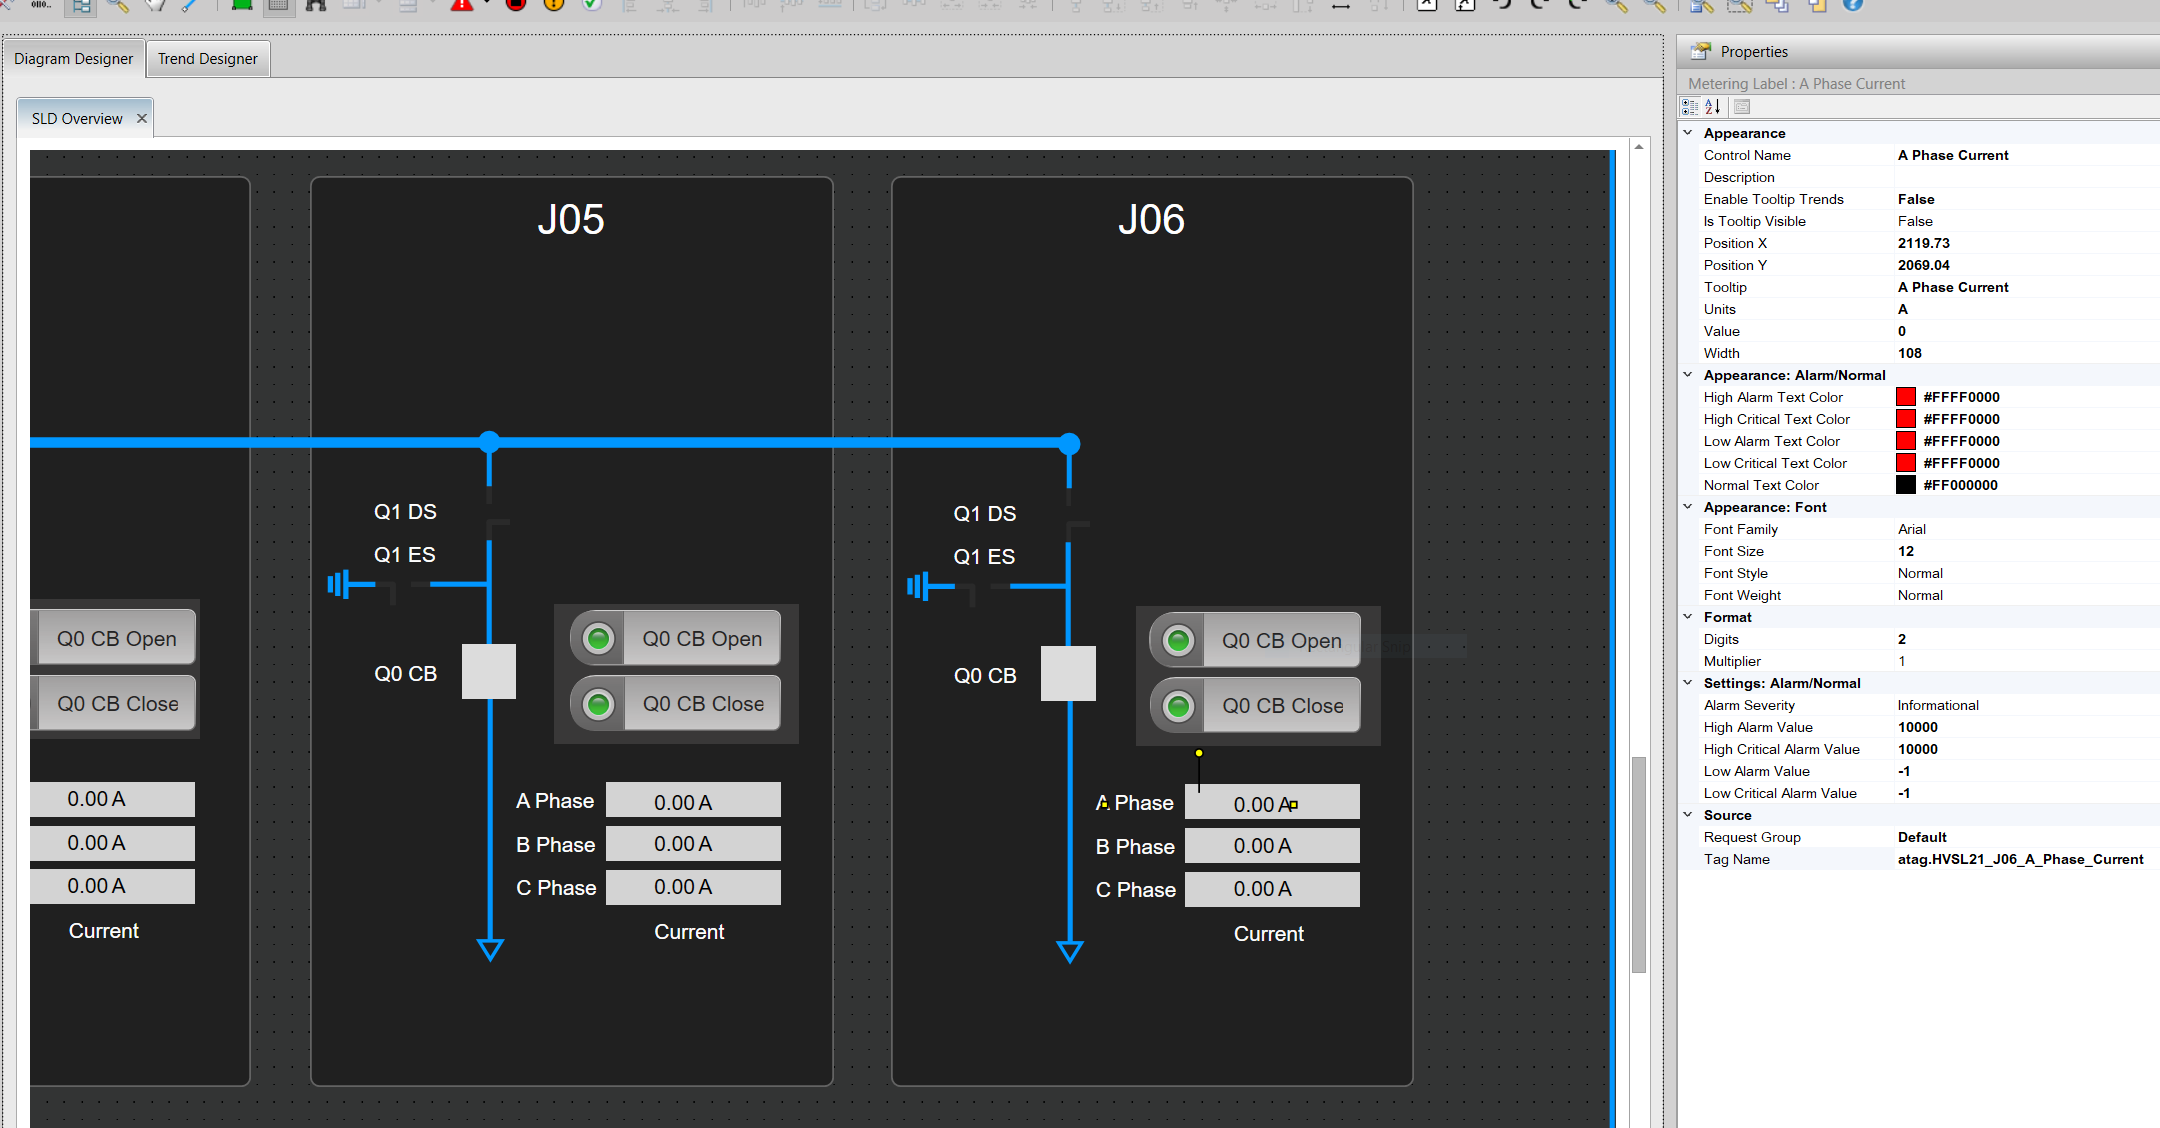 Diagram Designer
Trend Designer
SLD Overview
J05
J06
Q1 DS
Q1 ES
Q0 CB
Q1 DS
Q1 ES
Q0 CB
Q0 CB Open
Q0 CB Close
Q0 CB Open
Q0 CB Close
Q0 CB Open
Q0 CB Close
0.00 A
0.00 A
0.00 A
Current
A Phase 0.00 A
B Phase 0.00 A
C Phase 0.00 A
Current
A Phase 0.00 A
B Phase 0.00 A
C Phase 0.00 A
Current
Properties
Metering Label : A Phase Current
Appearance
Control Name A Phase Current
Description
Enable Tooltip Trends False
Is Tooltip Visible False
Position X 2119.73
Position Y 2069.04
Tooltip A Phase Current
Units A
Value 0
Width 108
Appearance: Alarm/Normal
High Alarm Text Color #FFFF0000
High Critical Text Color #FFFF0000
Low Alarm Text Color #FFFF0000
Low Critical Text Color #FFFF0000
Normal Text Color #FF000000
Appearance: Font
Font Family Arial
Font Size 12
Font Style Normal
Font Weight Normal
Format
Digits 2
Multiplier 1
Settings: Alarm/Normal
Alarm Severity Informational
High Alarm Value 10000
High Critical Alarm Value 10000
Low Alarm Value -1
Low Critical Alarm Value -1
Source
Request Group Default
Tag Name atag.HVSL21_J06_A_Phase_Current